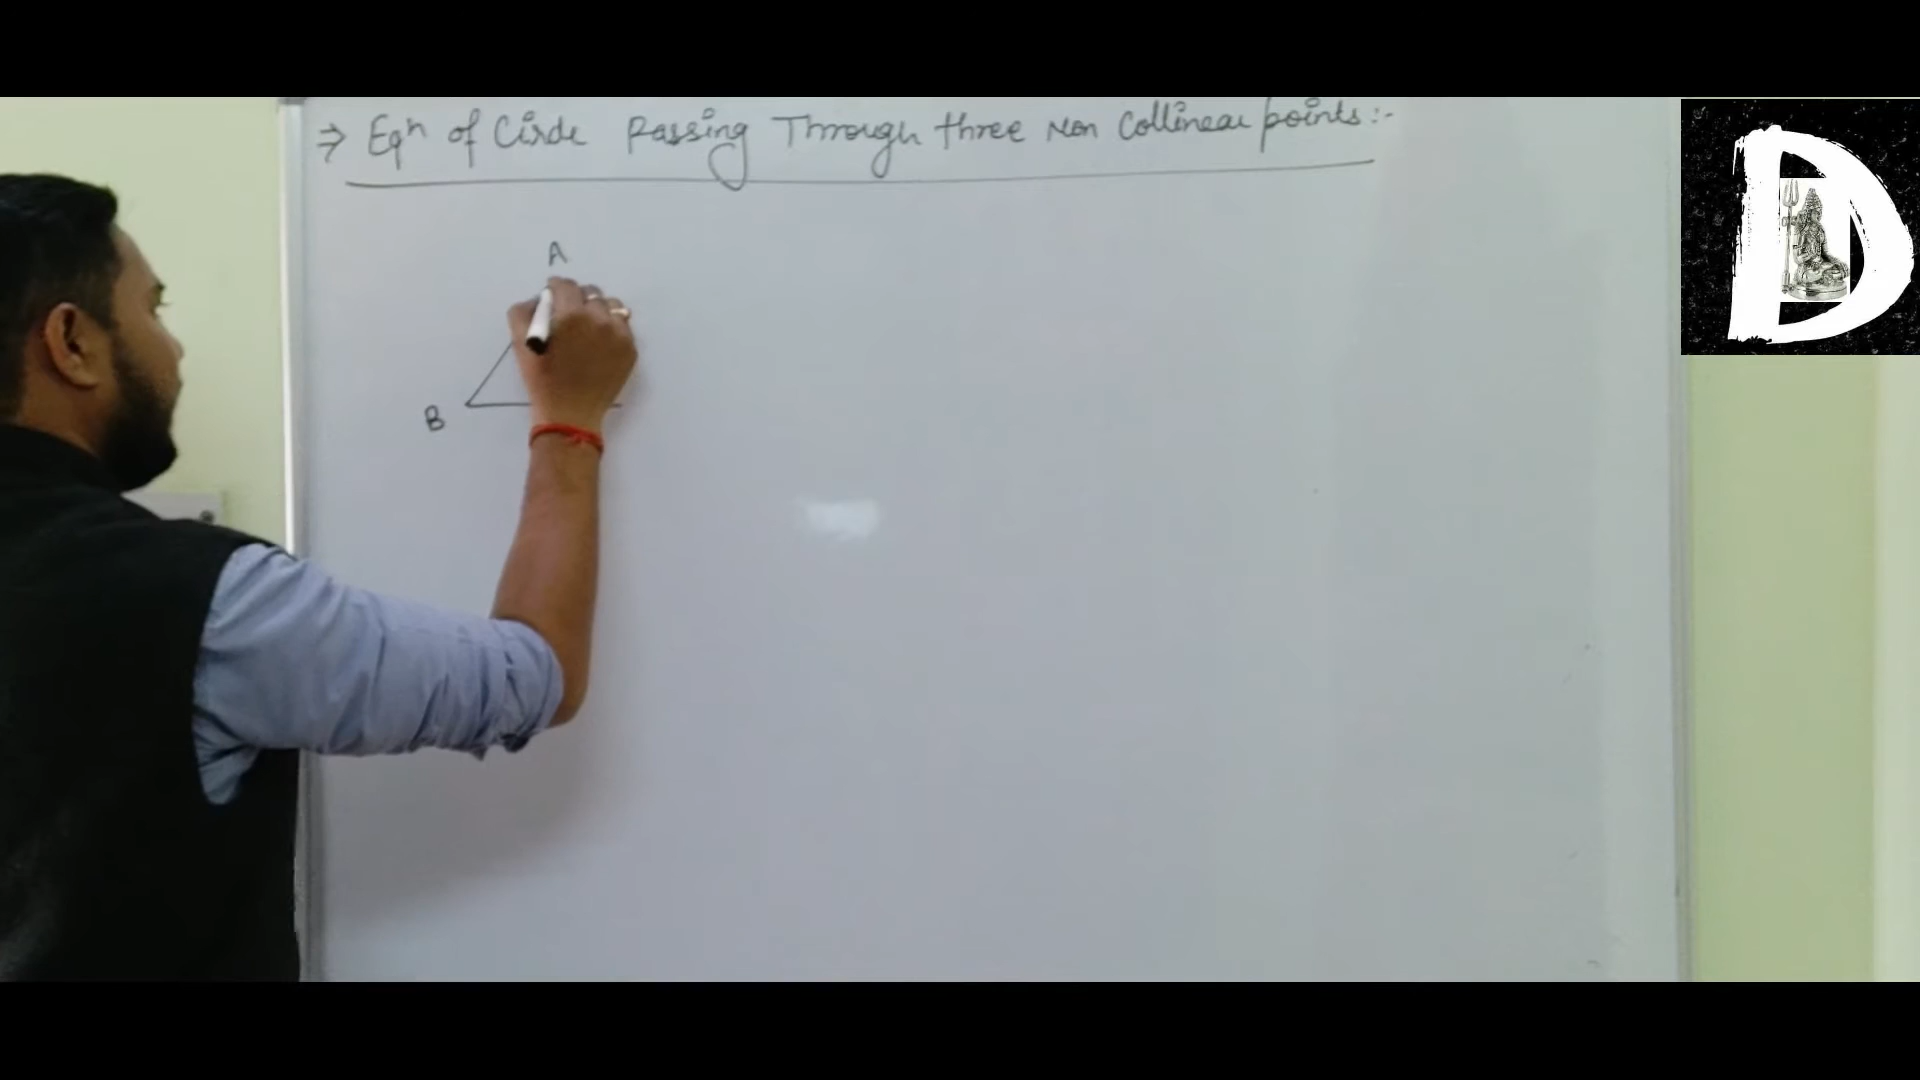 ⇒ Eqn of Circle Passing Through three Non Collinear points:-
A
B
D